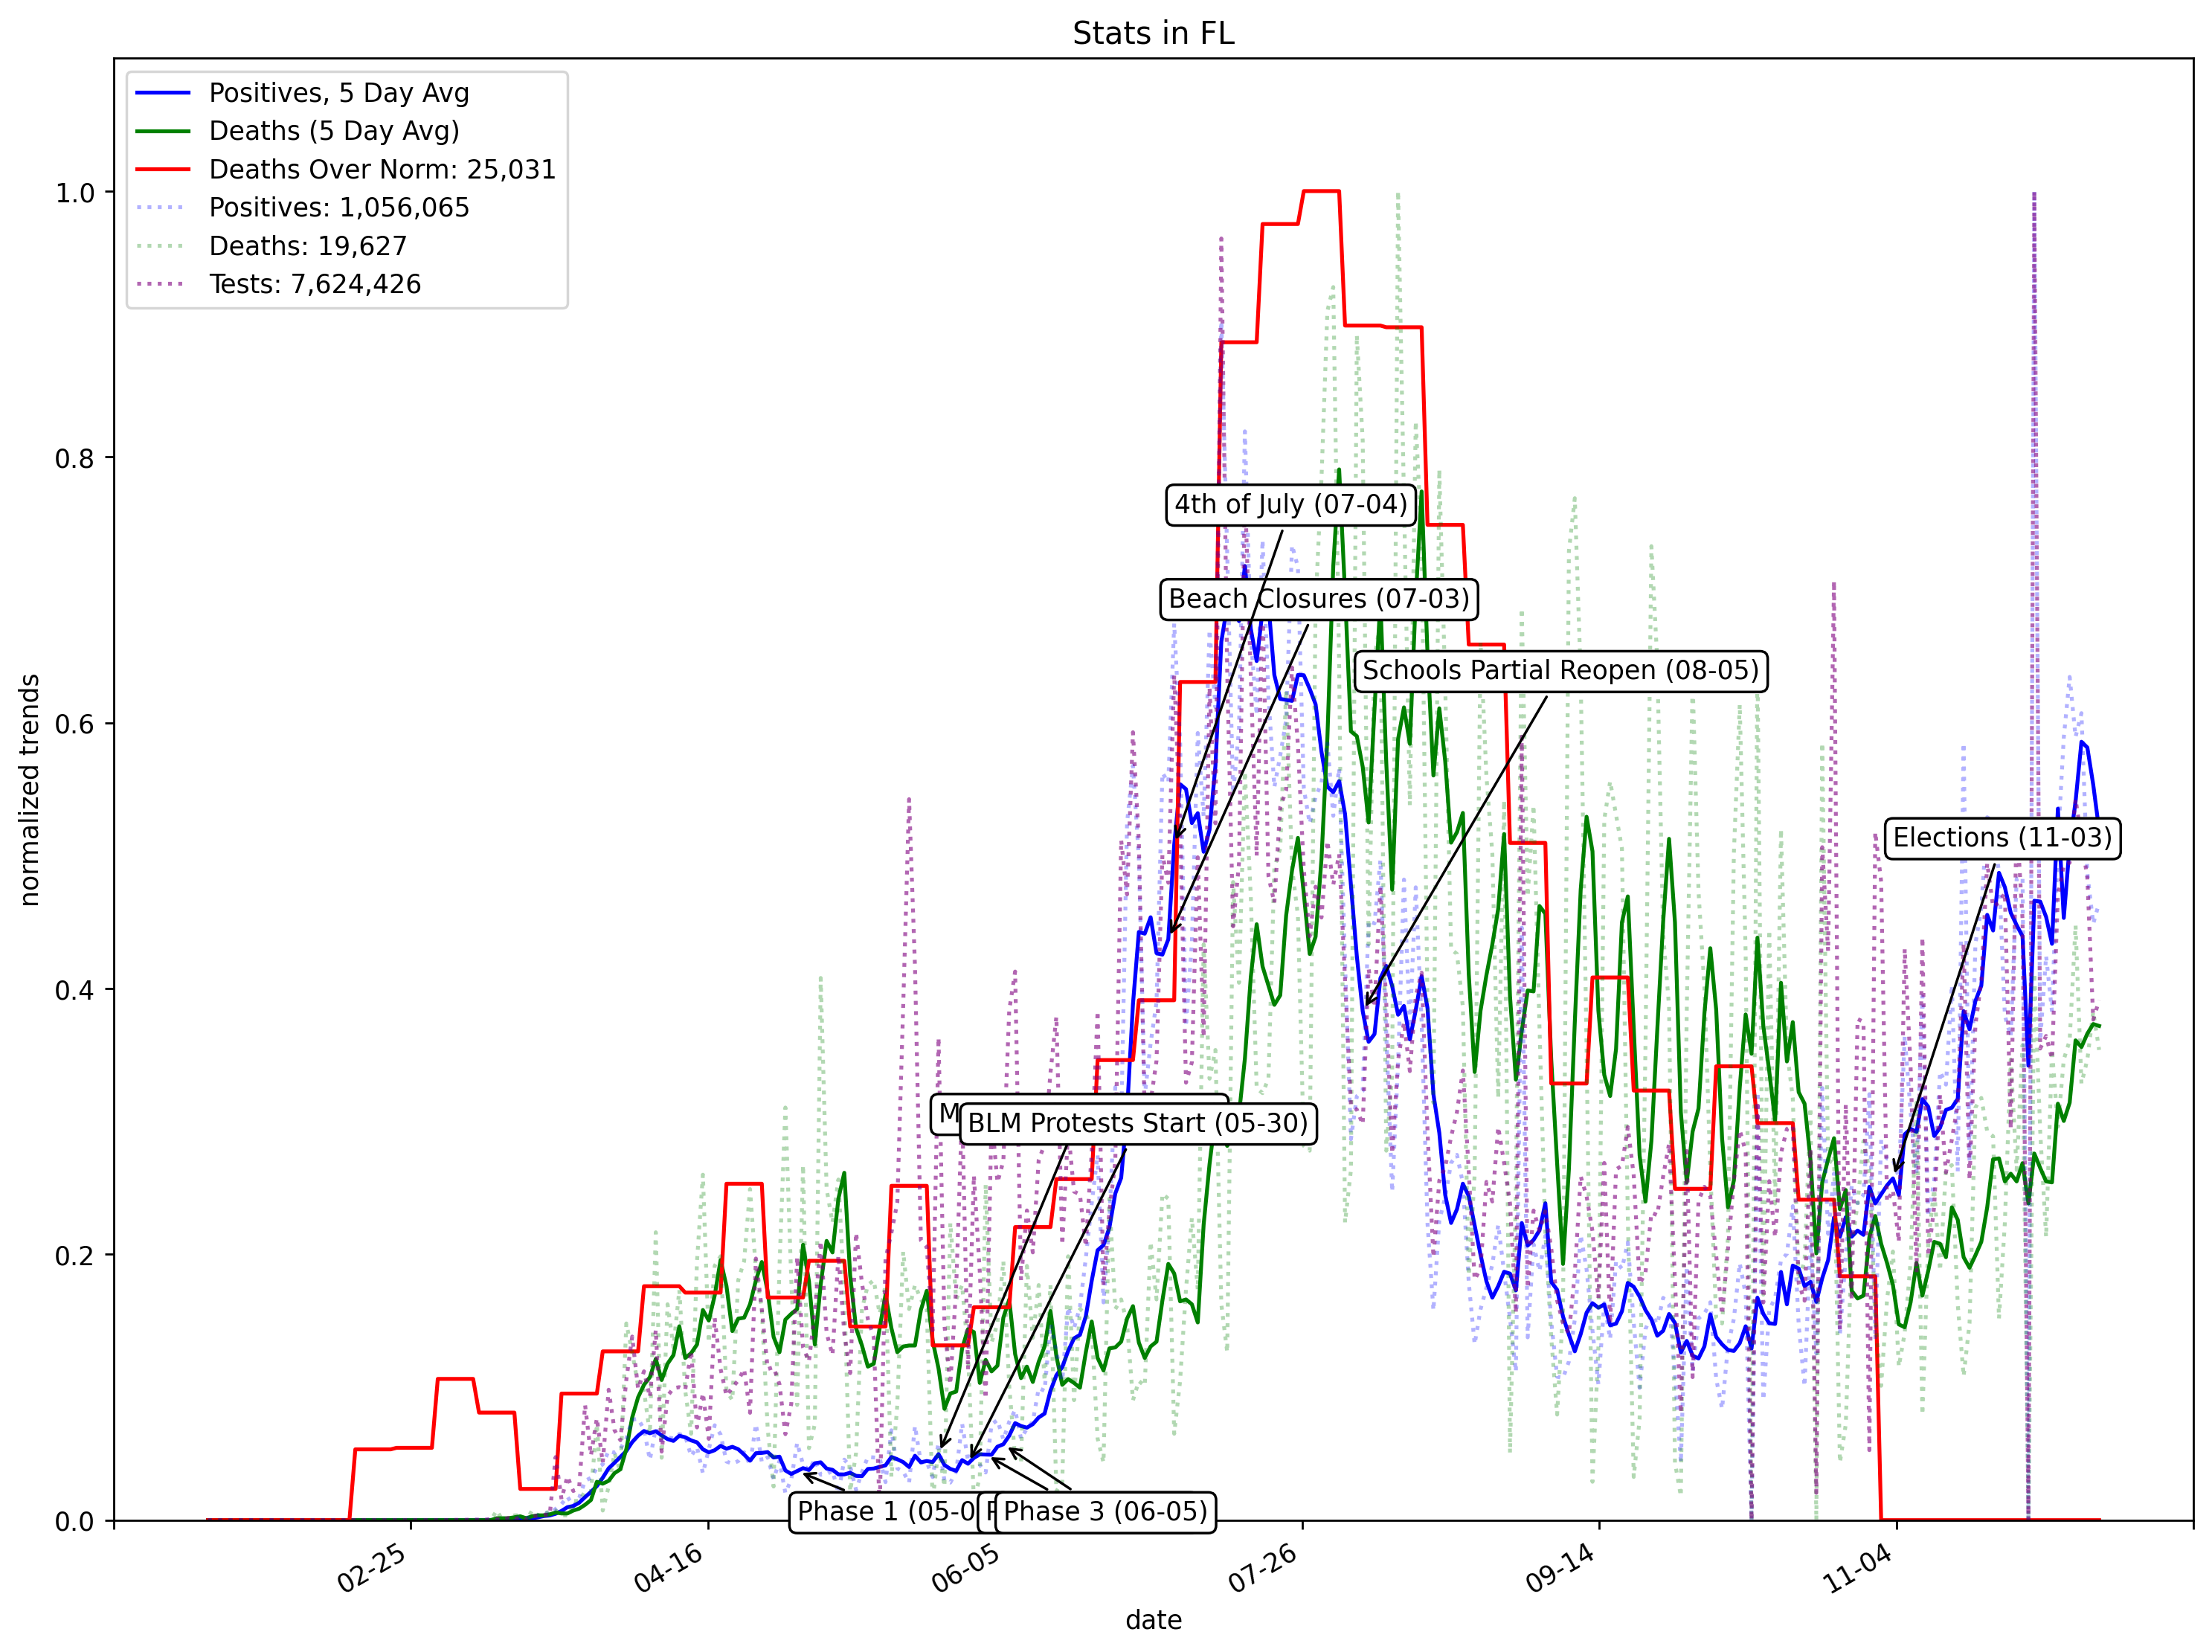 Stats in FL
Positives, 5 Day Avg
Deaths (5 Day Avg)
Deaths Over Norm: 25,031
Positives: 1,056,065
Deaths: 19,627
Tests: 7,624,426
1.0
0.8
0.6
0.4
0.2
0.0
normalized trends
4th of July (07-04)
Beach Closures (07-03)
Schools Partial Reopen (08-05)
Elections (11-03)
BLM Protests Start (05-30)
Phase 1 (05-0
Phase 3 (06-05)
02-25
04-16
06-05
07-26
09-14
11-04
date